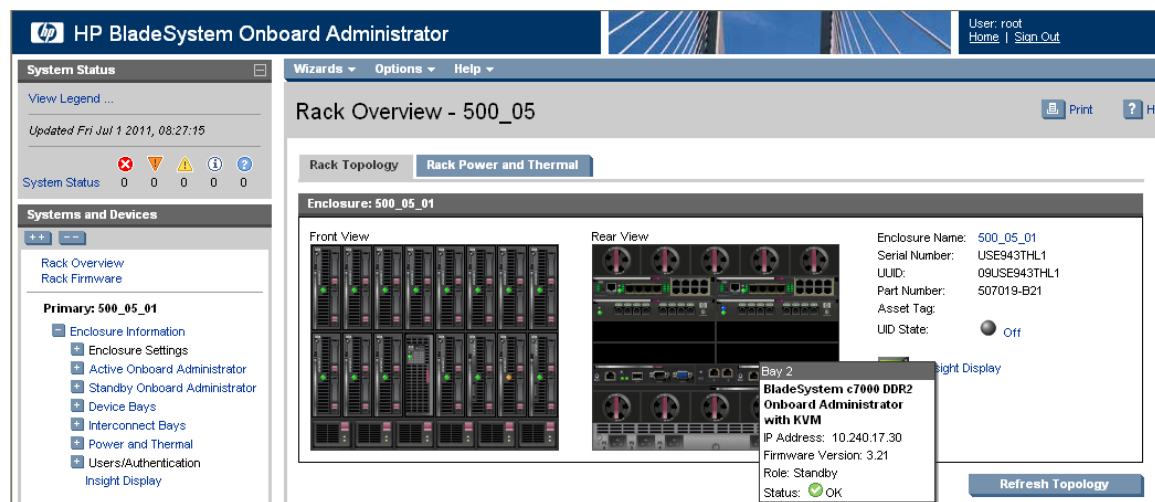 hp HP BladeSystem Onboard Administrator
User: root
Home | Sign Out
System Status
View Legend ...
Updated Fri Jul 1 2011, 08:27:15
System Status 0 0 0 0 0
Systems and Devices
++ --
Rack Overview
Rack Firmware
Primary: 500_05_01
Enclosure Information
Enclosure Settings
Active Onboard Administrator
Standby Onboard Administrator
Device Bays
Interconnect Bays
Power and Thermal
Users/Authentication
Insight Display
Wizards Options Help
Rack Overview - 500_05
Print
? H
Rack Topology Rack Power and Thermal
Enclosure: 500_05_01
Front View
Rear View
Enclosure Name: 500_05_01
Serial Number: USE943THL1
UUID: 09USE943THL1
Part Number: 507019-B21
Asset Tag:
UID State: Off
sight Display
Bay 2
BladeSystem c7000 DDR2
Onboard Administrator
with KVM
IP Address: 10.240.17.30
Firmware Version: 3.21
Role: Standby
Status: OK
Refresh Topology